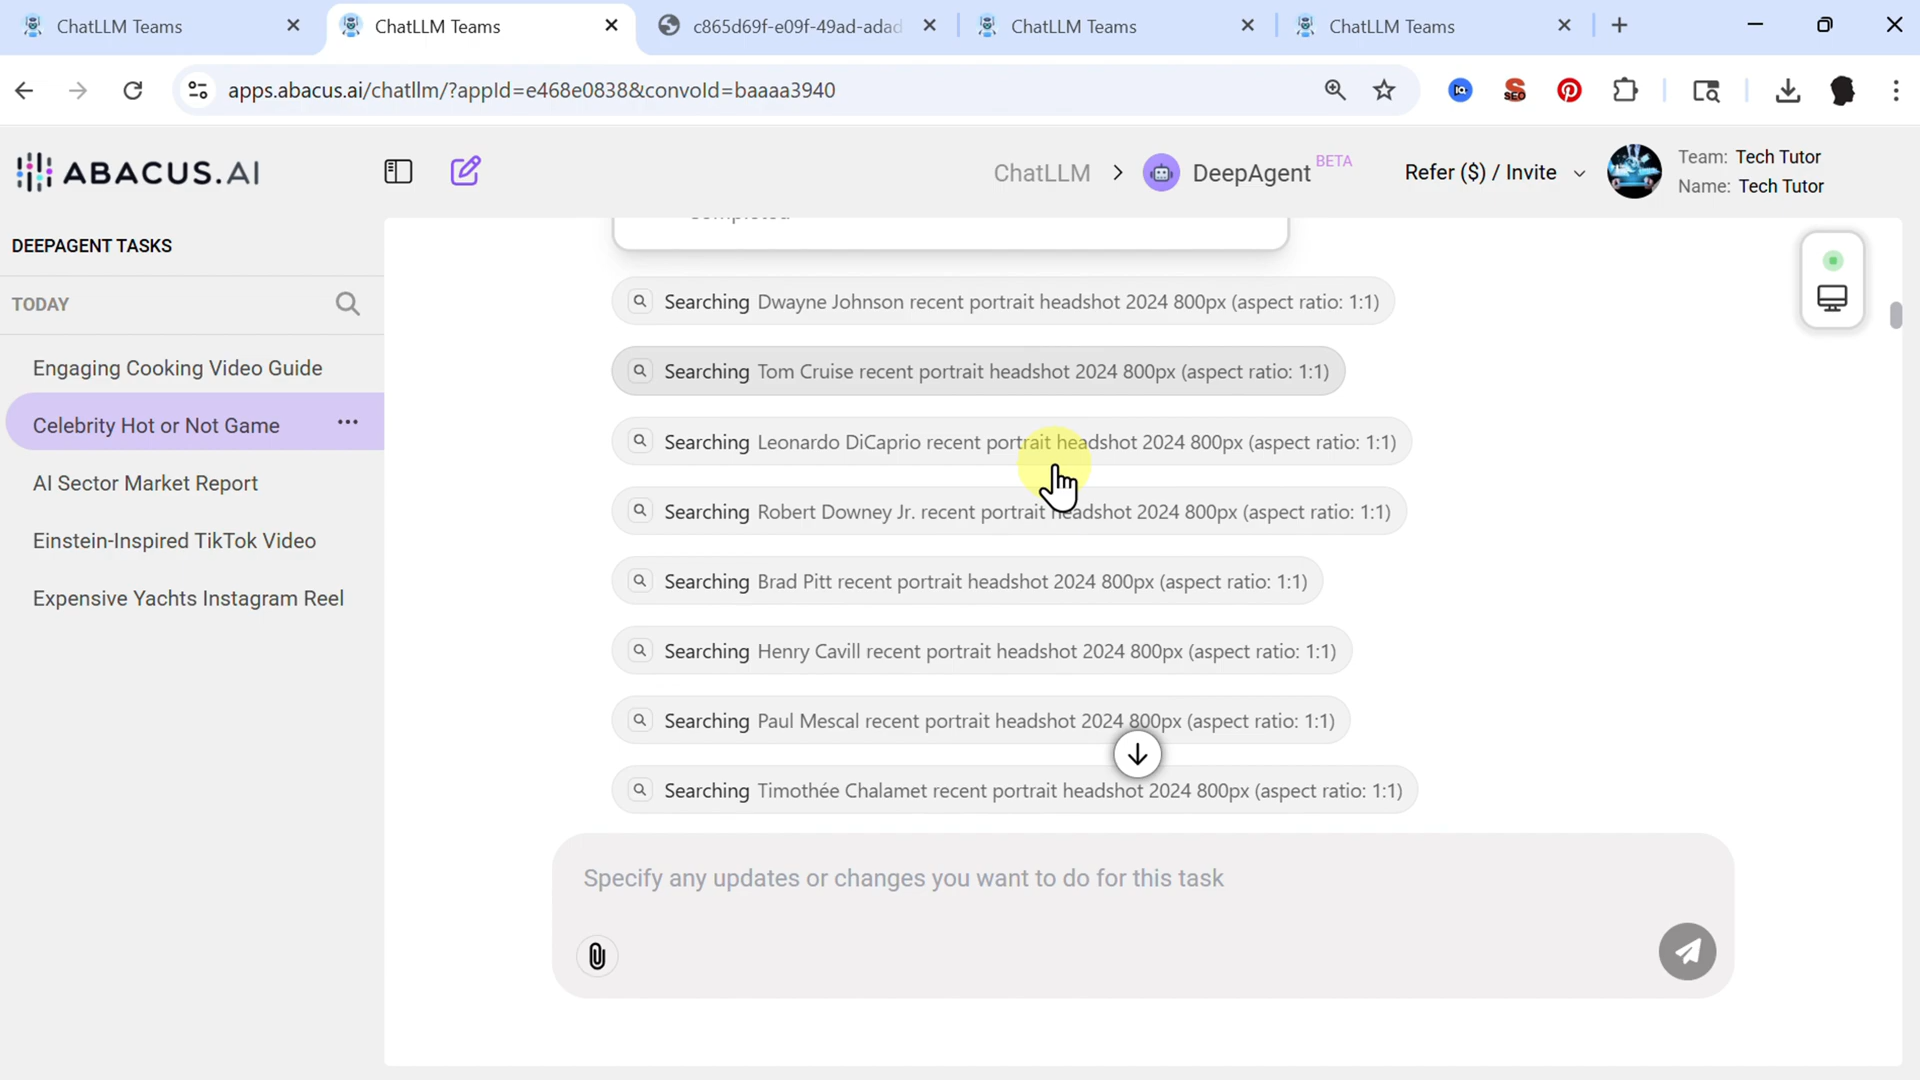 ChatLLM Teams
ChatLLM Teams
c865d69f-e09f-49ad-adad
ChatLLM Teams
ChatLLM Teams
apps.abacus.ai/chatllm/?appId=e468e0838&convoId=baaaa3940
SEO
ABACUS.AI
ChatLLM > DeepAgent BETA
Refer ($) / Invite
Team: Tech Tutor
Name: Tech Tutor
DEEPAGENT TASKS
TODAY
Engaging Cooking Video Guide
Celebrity Hot or Not Game
AI Sector Market Report
Einstein-Inspired TikTok Video
Expensive Yachts Instagram Reel
Completed
Searching Dwayne Johnson recent portrait headshot 2024 800px (aspect ratio: 1:1)
Searching Tom Cruise recent portrait headshot 2024 800px (aspect ratio: 1:1)
Searching Leonardo DiCaprio recent portrait headshot 2024 800px (aspect ratio: 1:1)
Searching Robert Downey Jr. recent portrait headshot 2024 800px (aspect ratio: 1:1)
Searching Brad Pitt recent portrait headshot 2024 800px (aspect ratio: 1:1)
Searching Henry Cavill recent portrait headshot 2024 800px (aspect ratio: 1:1)
Searching Paul Mescal recent portrait headshot 2024 800px (aspect ratio: 1:1)
Searching Timothée Chalamet recent portrait headshot 2024 800px (aspect ratio: 1:1)
Specify any updates or changes you want to do for this task